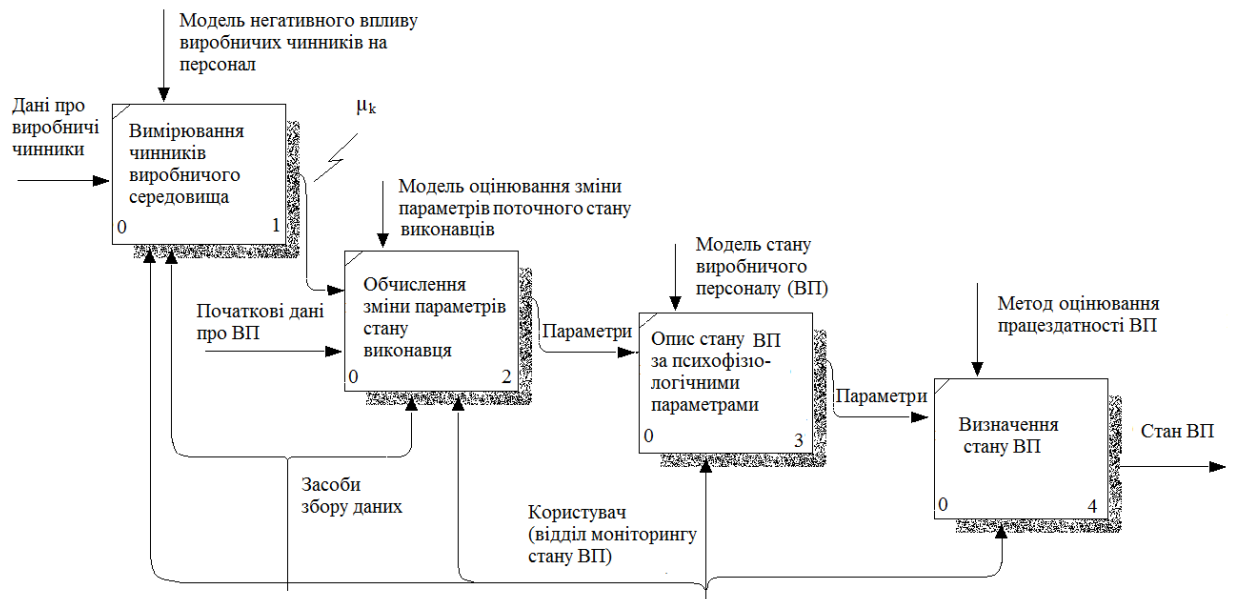 Модель негативного впливу
виробничих чинників на
персонал
Дані про
виробничі
чинники
μk
Вимірювання
чинників
виробничого
середовища
0
1
Модель оцінювання зміни
параметрів поточного стану
виконавців
Модель стану
виробничого
персоналу (ВП)
Обчислення
зміни параметрів
стану
виконавця
0
2
Початкові дані
про ВП
Параметри
Метод оцінювання
працездатності ВП
Опис стану ВП
за психофізіо-
логічними
параметрами
0
3
Параметри
Визначення
стану ВП
0
4
Стан ВП
Засоби
збору даних
Користувач
(відділ моніторингу
стану ВП)